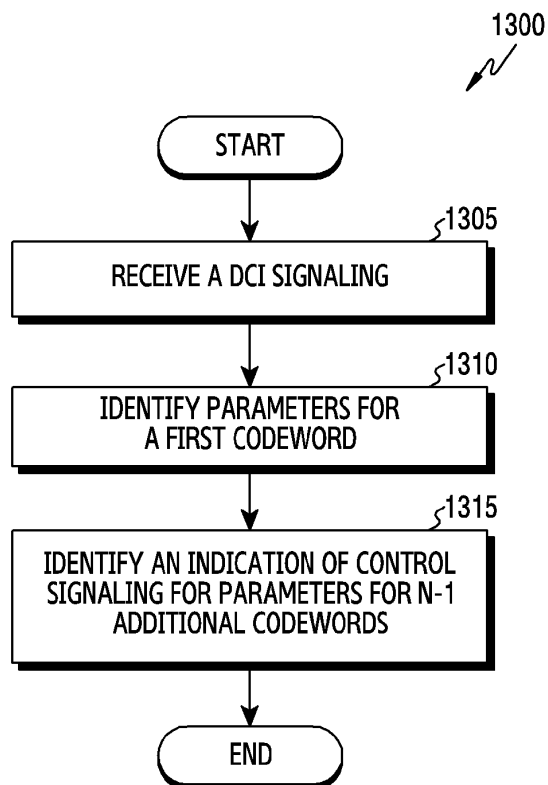 1300
START
1305
RECEIVE A DCI SIGNALING
1310
IDENTIFY PARAMETERS FOR
A FIRST CODEWORD
1315
IDENTIFY AN INDICATION OF CONTROL
SIGNALING FOR PARAMETERS FOR N-1
ADDITIONAL CODEWORDS
END